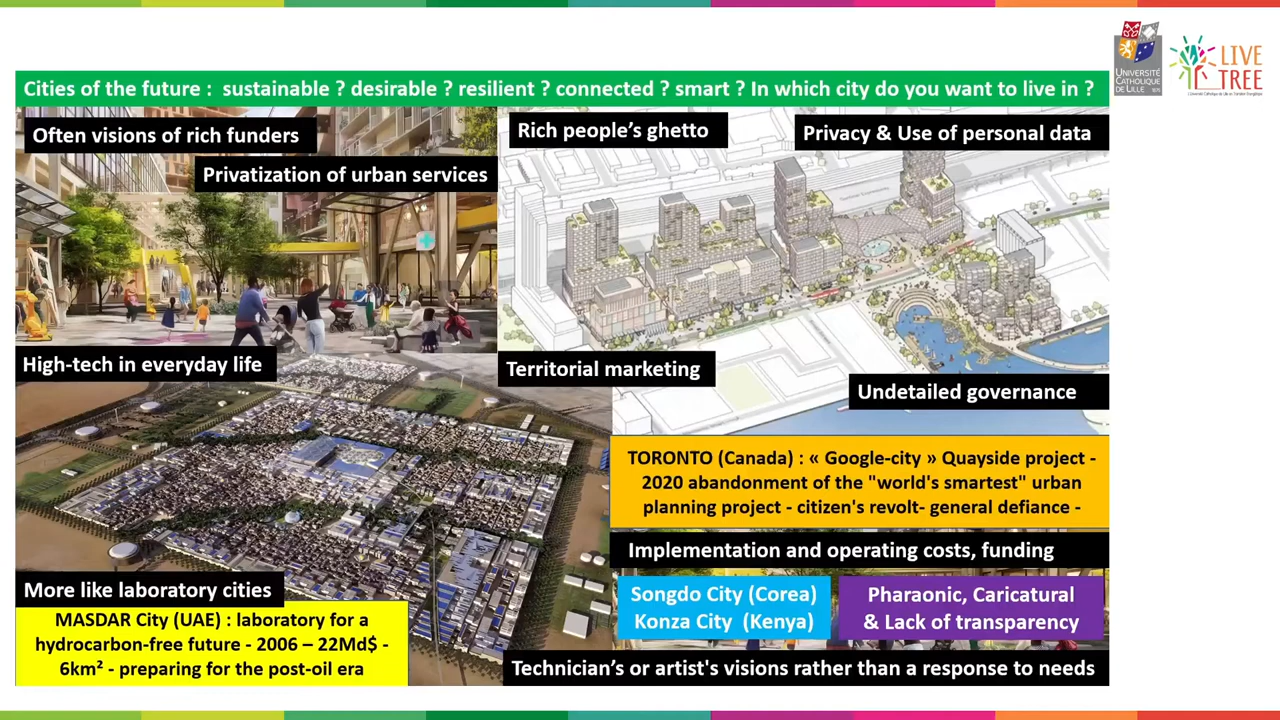 UNIVERSITÉ
CATHOLIQUE
DE LILLE 1875
LIVE
TREE
Cities of the future : sustainable ? desirable ? resilient ? connected ? smart ? In which city do you want to live in ?
Often visions of rich funders
Privatization of urban services
Rich people’s ghetto
Privacy & Use of personal data
High-tech in everyday life
Territorial marketing
Undetailed governance
TORONTO (Canada) : « Google-city » Quayside project -
2020 abandonment of the "world's smartest" urban
planning project - citizen's revolt- general defiance -
Implementation and operating costs, funding
More like laboratory cities
MASDAR City (UAE) : laboratory for a
hydrocarbon-free future - 2006 – 22Md$ -
6km² - preparing for the post-oil era
Songdo City (Corea)
Konza City (Kenya)
Pharaonic, Caricatural
& Lack of transparency
Technician’s or artist's visions rather than a response to needs